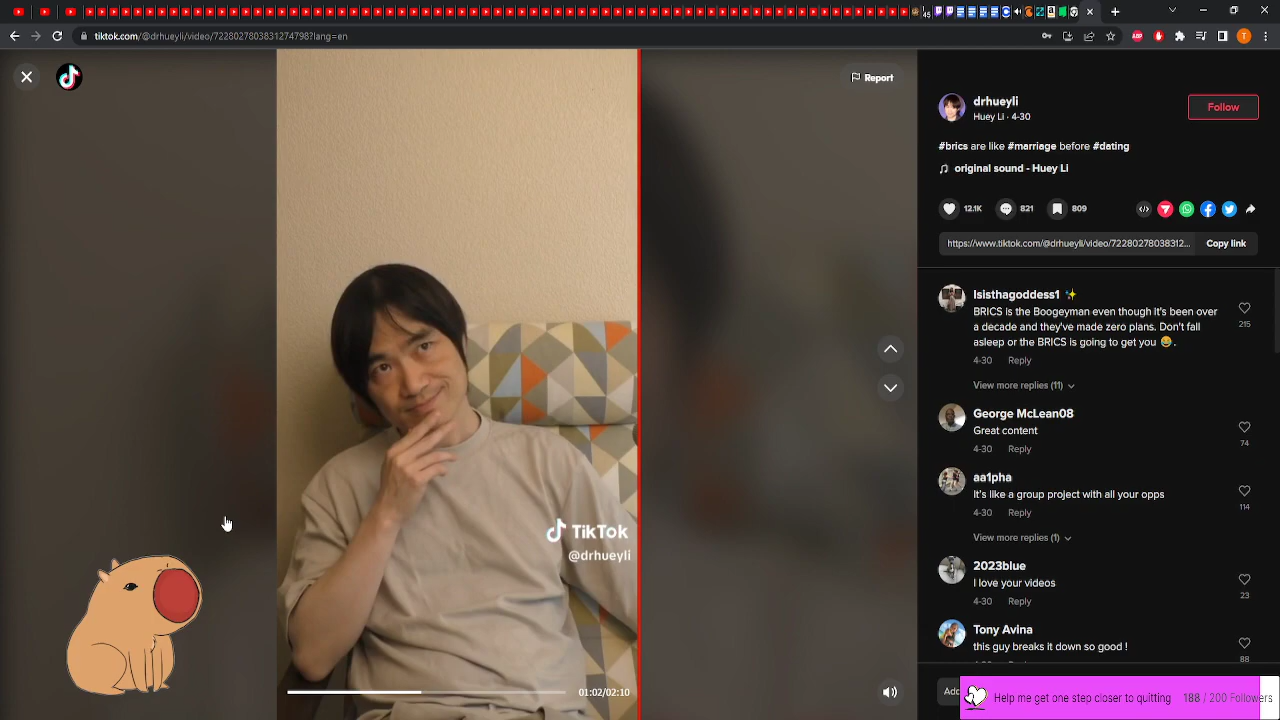 45
T
tiktok.com/@drhueyli/video/7228027803831274798?lang=en
ABP
Report
drhueyli
Huey Li · 4-30
Follow
#brics are like #marriage before #dating
original sound - Huey Li
12.1K
821
809
https://www.tiktok.com/@drhueyli/video/72280278038312...
Copy link
Isisthagoddess1 ✨
BRICS is the Boogeyman even though It's been over
a decade and they've made zero plans. Don't fall
asleep or the BRICS is going to get you 😅.
215
4-30 Reply
View more replies (11)
George McLean08
Great content
74
4-30 Reply
aa1pha
It's like a group project with all your opps
114
4-30 Reply
View more replies (1)
2023blue
I love your videos
23
4-30 Reply
Tony Avina
this guy breaks it down so good !
88
TikTok
@drhueyli
01:02/02:10
Help me get one step closer to quitting 188 / 200 Followers